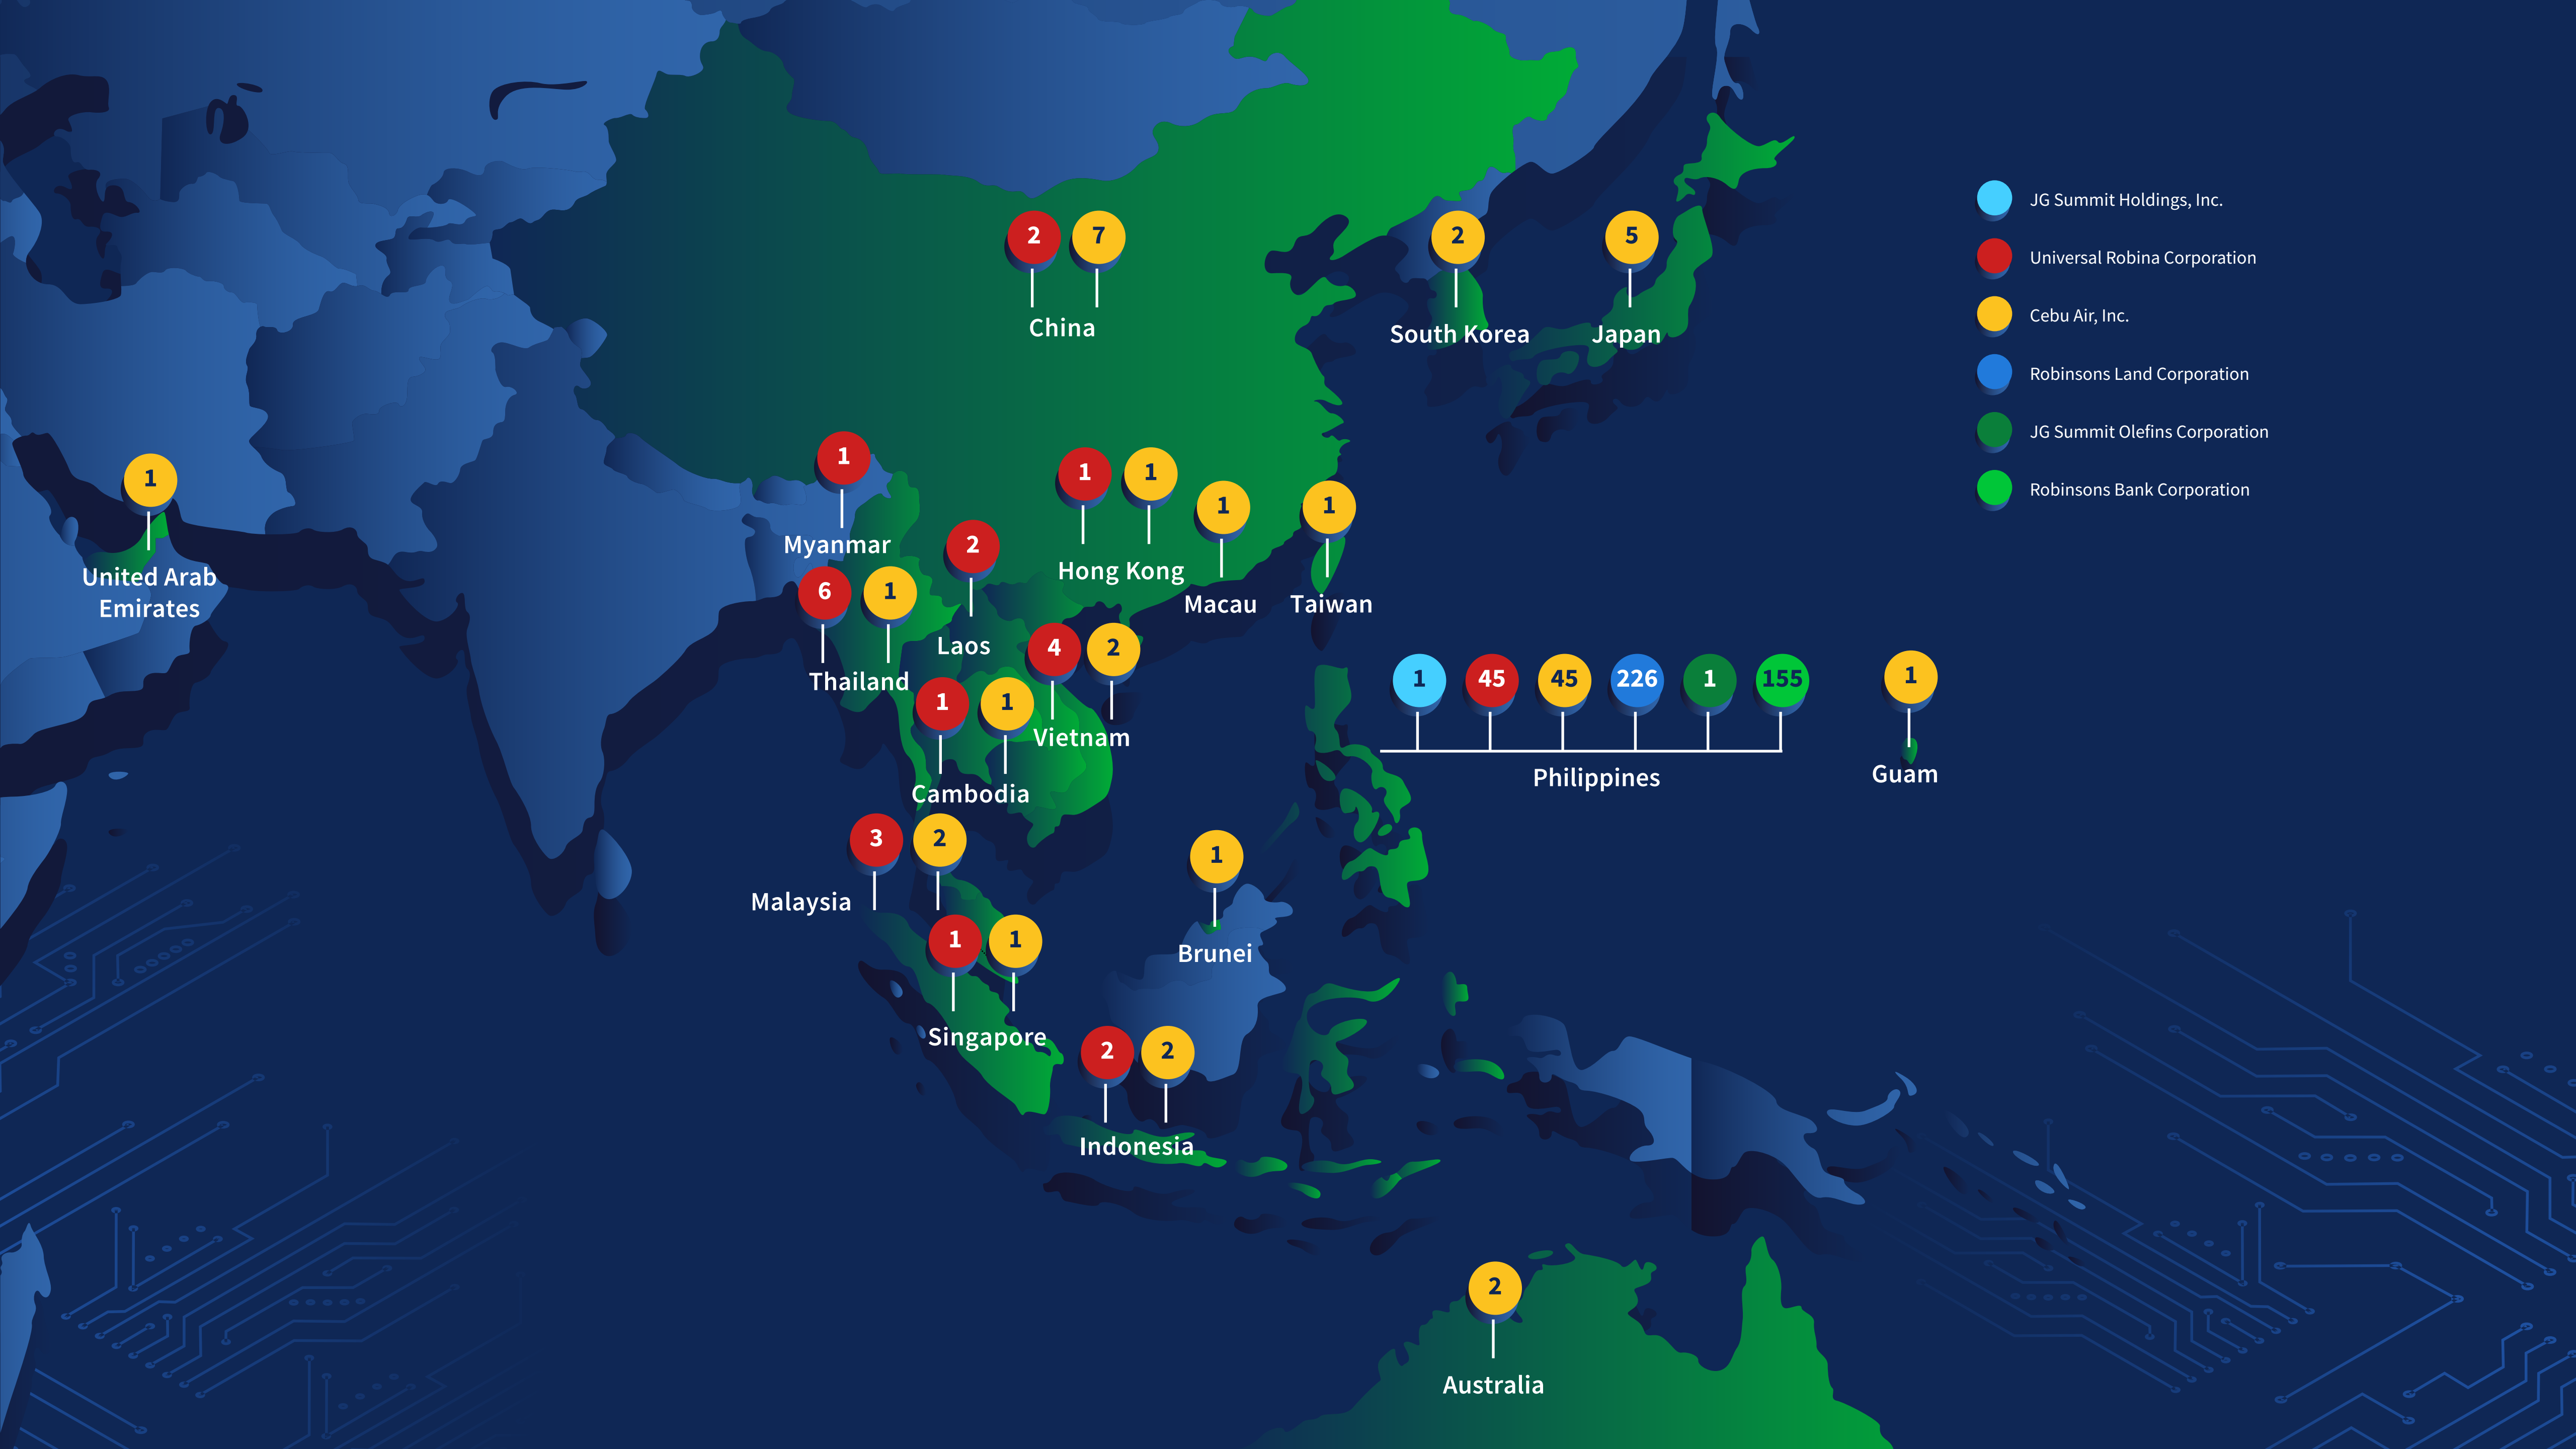 JG Summit Holdings, Inc.
Universal Robina Corporation
Cebu Air, Inc.
Robinsons Land Corporation
JG Summit Olefins Corporation
Robinsons Bank Corporation
2 7
China
2
South Korea
5
Japan
1
United Arab
Emirates
1
Myanmar
1 1
Hong Kong
1
Macau
1
Taiwan
2
Laos
6 1
Thailand
4 2
Vietnam
1 1
Cambodia
1 45 45 226 1 155
Philippines
1
Guam
3 2
Malaysia
1
Brunei
1 1
Singapore
2 2
Indonesia
2
Australia